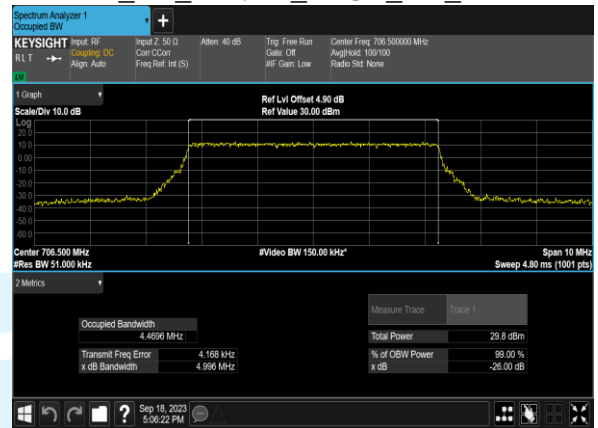 Spectrum Analyzer 1
Occupied BW
+
KEYSIGHT
RLT
Input: RF
Coupling: DC
Align: Auto
Input Z: 50 Ω
Corr CCorr
Freq Ref: Int (S)
Atten: 40 dB
Trig: Free Run
Gate: Off
#IF Gain: Low
Center Freq: 706.500000 MHz
Avg|Hold: 100/100
Radio Std: None
1 Graph
Scale/Div 10.0 dB
Ref Lvl Offset 4.90 dB
Ref Value 30.00 dBm
Log
20.0
10.0
0.00
-10.0
-20.0
-30.0
-40.0
-50.0
-60.0
Center 706.500 MHz
#Res BW 51.000 kHz
#Video BW 150.00 kHz*
Span 10 MHz
Sweep 4.80 ms (1001 pts)
2 Metrics
Measure Trace Trace 1
Occupied Bandwidth
4.4696 MHz
Total Power 29.8 dBm
Transmit Freq Error 4.168 kHz
% of OBW Power 99.00 %
x dB Bandwidth 4.996 MHz
x dB -26.00 dB
?
Sep 18, 2023
5:06:22 PM